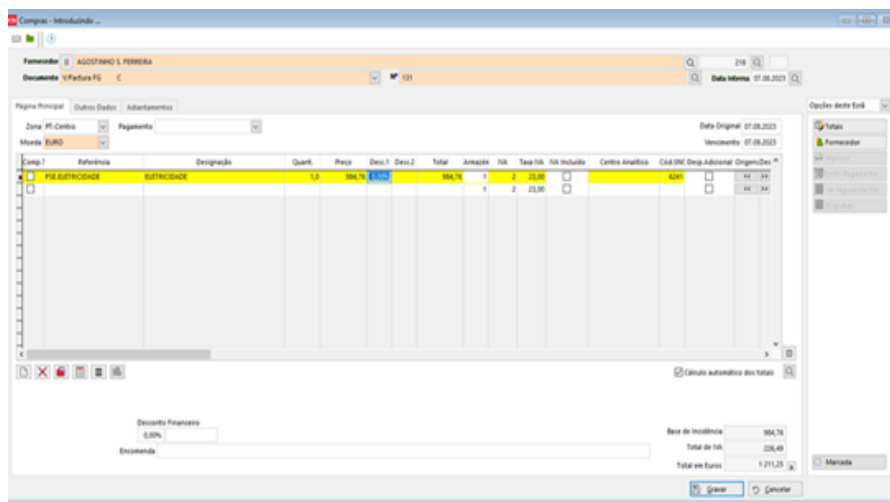 Compras - Introduzindo ...
Fornecedor 8 AGOSTINHO S. FERREIRA 218
Documento V/Factura FG C Nº 131 Data Interna 07.08.2023
Página Principal Outros Dados Adiantamentos Opções deste Ecrã
Zona PT-Centro Pagamento Data Original 07.08.2023
Moeda EURO Vencimento 07.08.2023
Comp.? Referência Designação Quant. Preço Desc.1 Desc.2 Total Armazém IVA Taxa IVA IVA Incluído Centro Analítico Cód.SNC Desp.Adicional Origem Des
FSE.ELETRICIDADE ELETRICIDADE 1,0 984,76 0,00% 984,76 1 2 23,00 6241
1 2 23,00
Totais
Fornecedor
Etiquetas
Cálculo automático dos totais
Desconto Financeiro
0,00%
Encomenda
Base de Incidência 984,76
Total de IVA 226,49
Total em Euros 1 211,25
Marcada
Gravar Cancelar